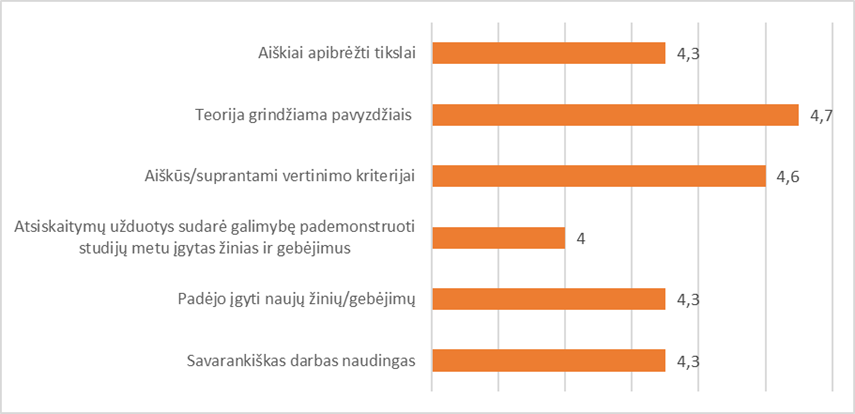 Aiškiai apibrėžti tikslai
4,3
Teorija grindžiama pavyzdžiais
4,7
Aiškūs/suprantami vertinimo kriterijai
4,6
Atsiskaitymų užduotys sudarė galimybę pademonstruoti
studijų metu įgytas žinias ir gebėjimus
4
Padėjo įgyti naujų žinių/gebėjimų
4,3
Savarankiškas darbas naudingas
4,3